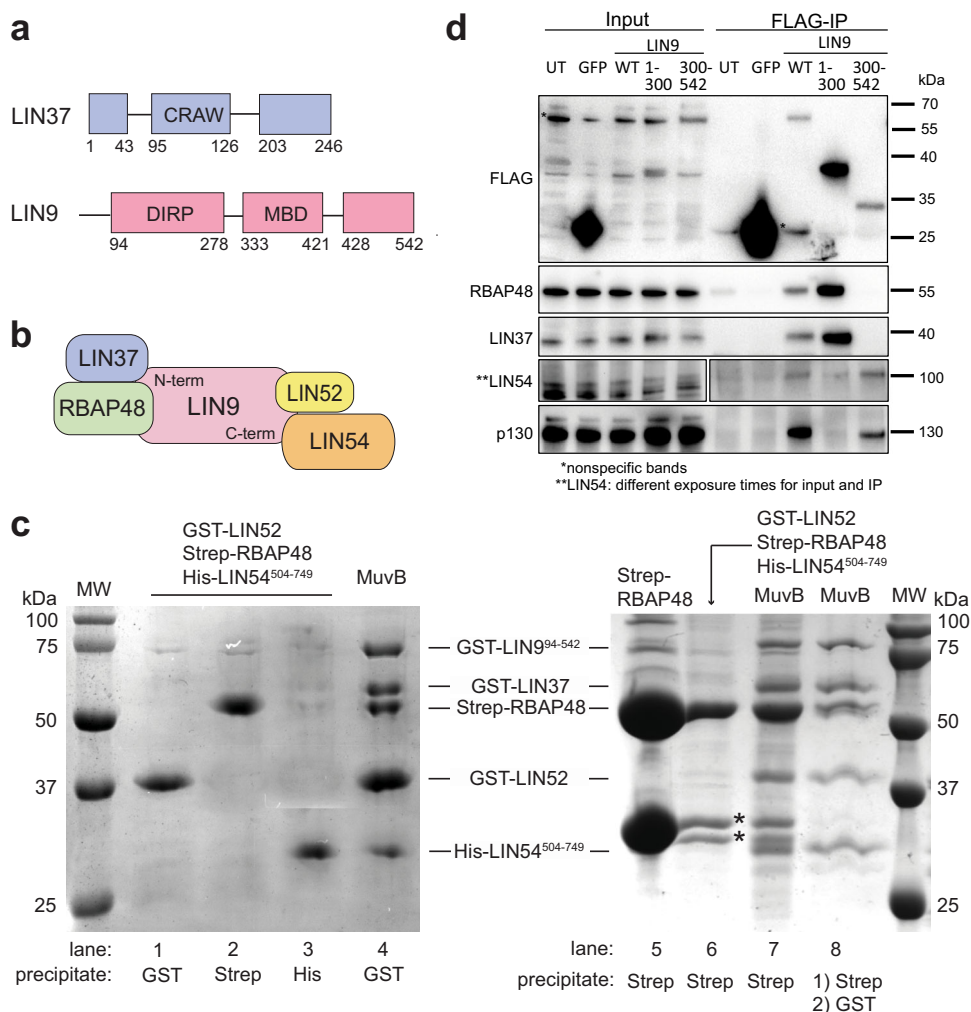 a
LIN37
CRAW
1 43 95 126 203 246
LIN9
DIRP MBD
94 278 333 421 428 542
b
LIN37
RBAP48
N-term
LIN9
C-term
LIN52
LIN54
d
Input FLAG-IP
LIN9 LIN9
UT GFP WT 1-300 300-542 UT GFP WT 1-300 300-542 kDa
FLAG
*
*
70
55
40
35
25
RBAP48 55
LIN37 40
**LIN54 100
p130 130
*nonspecific bands
**LIN54: different exposure times for input and IP
c
GST-LIN52
Strep-RBAP48
His-LIN54504-749
MW MuvB
kDa
100
75
50
37
25
GST-LIN994-542
GST-LIN37
Strep-RBAP48
GST-LIN52
His-LIN54504-749
lane: 1 2 3 4
precipitate: GST Strep His GST
GST-LIN52
Strep-RBAP48
His-LIN54504-749
Strep-RBAP48 MuvB MuvB MW
kDa
100
75
50
37
25
*
*
lane: 5 6 7 8
precipitate: Strep Strep Strep 1) Strep
2) GST